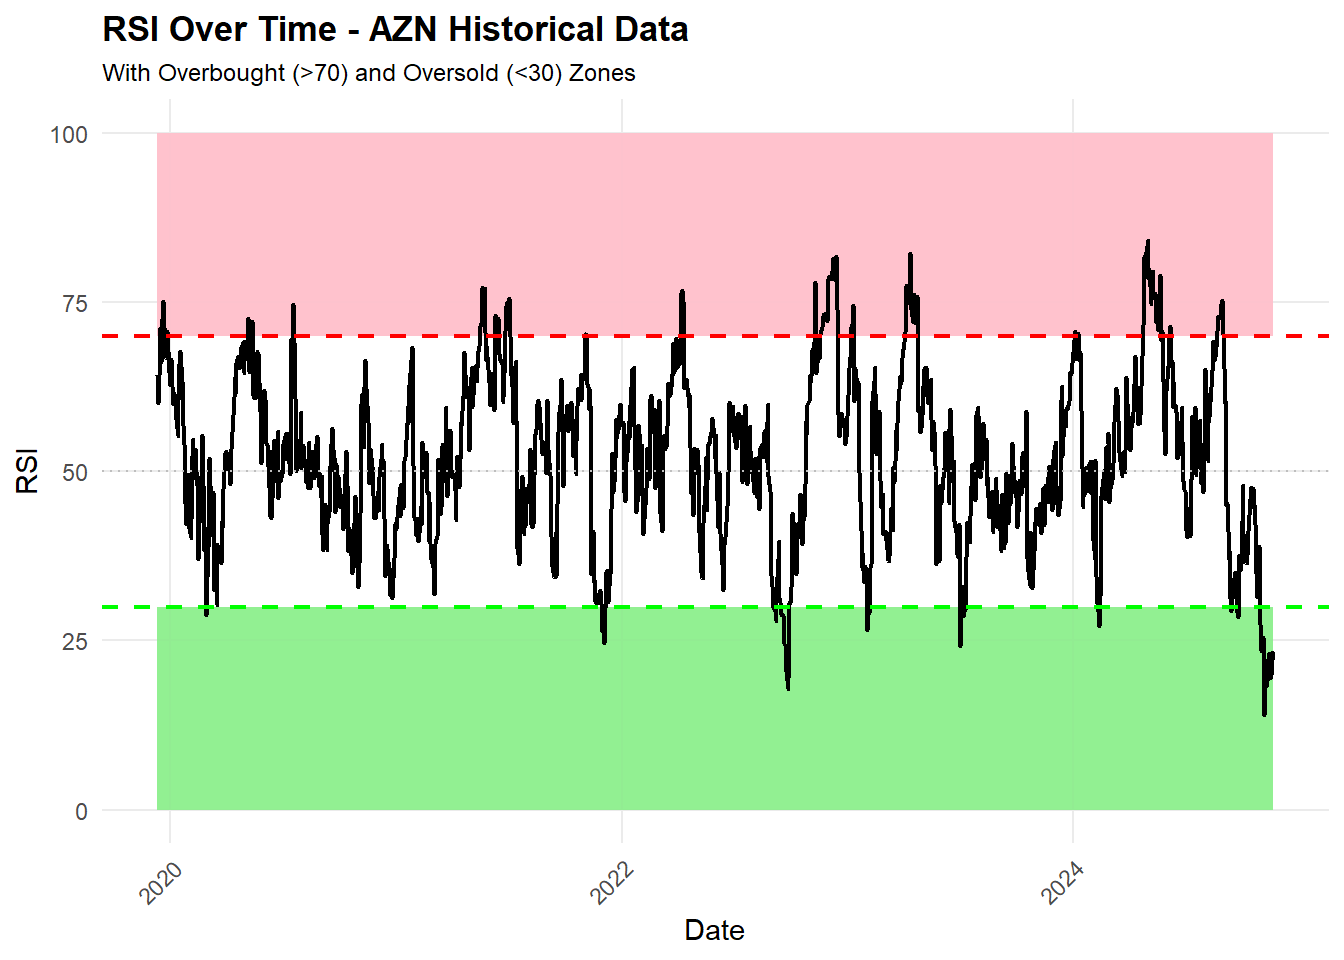 RSI Over Time - AZN Historical Data
With Overbought (>70) and Oversold (<30) Zones
100
75
50
25
0
RSI
2020
2022
2024
Date